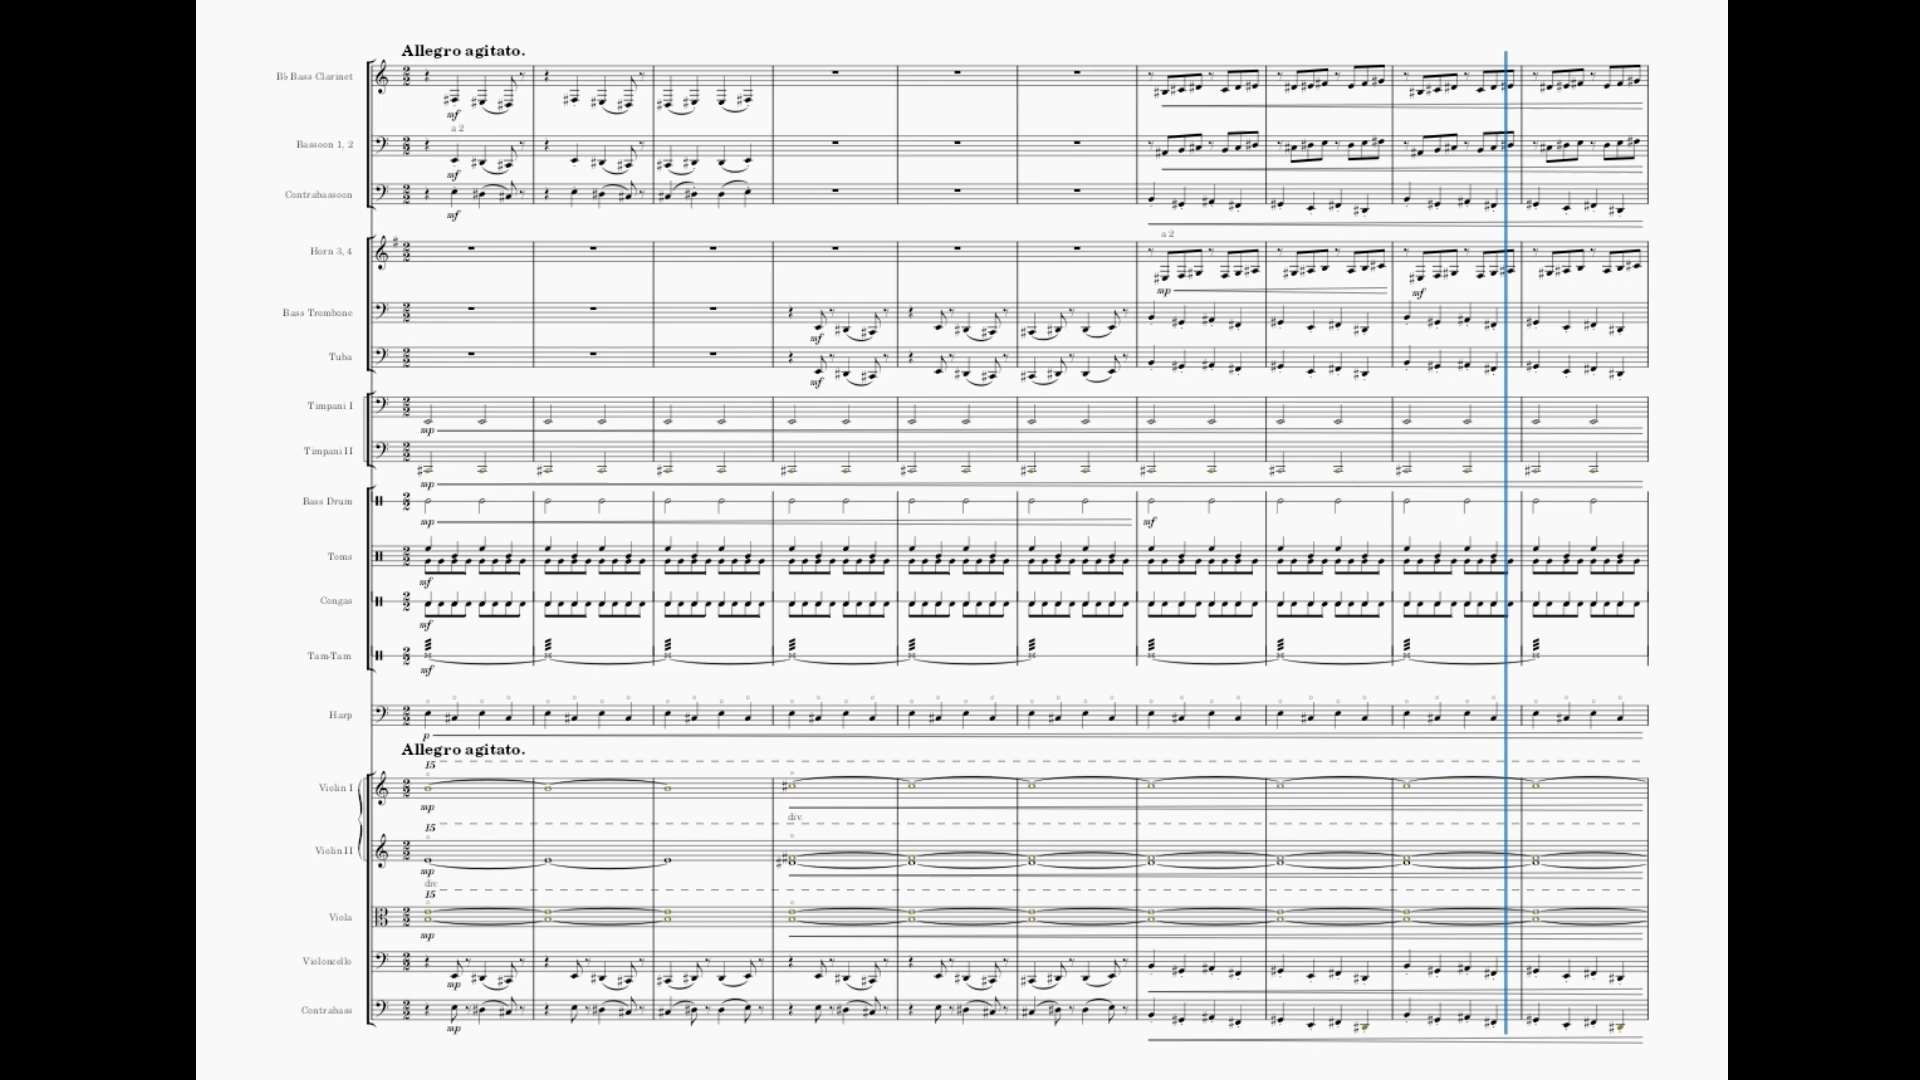 Allegro agitato.
B♭ Bass Clarinet
mf
a 2
Bassoon 1, 2
mf
Contrabassoon
mf
a 2
Horn 3, 4
mp
mf
Bass Trombone
mf
Tuba
mf
Timpani I
mp
Timpani II
mp
Bass Drum
mp
mf
Toms
mf
Congas
mf
Tam-Tam
mf
Harp
p
Allegro agitato.
15
Violin I
mp
div.
15
Violin II
mp
div.
15
Viola
mp
Violoncello
mp
Contrabass
mp